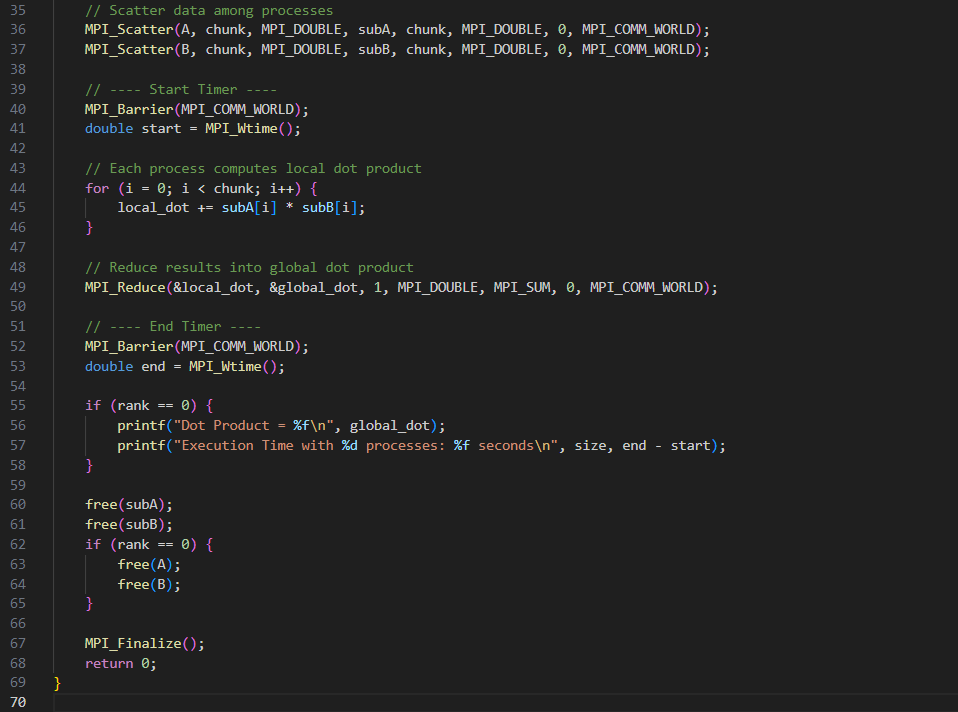 35 // Scatter data among processes
36 MPI_Scatter(A, chunk, MPI_DOUBLE, subA, chunk, MPI_DOUBLE, 0, MPI_COMM_WORLD);
37 MPI_Scatter(B, chunk, MPI_DOUBLE, subB, chunk, MPI_DOUBLE, 0, MPI_COMM_WORLD);
38
39 // ---- Start Timer ----
40 MPI_Barrier(MPI_COMM_WORLD);
41 double start = MPI_Wtime();
42
43 // Each process computes local dot product
44 for (i = 0; i < chunk; i++) {
45 local_dot += subA[i] * subB[i];
46 }
47
48 // Reduce results into global dot product
49 MPI_Reduce(&local_dot, &global_dot, 1, MPI_DOUBLE, MPI_SUM, 0, MPI_COMM_WORLD);
50
51 // ---- End Timer ----
52 MPI_Barrier(MPI_COMM_WORLD);
53 double end = MPI_Wtime();
54
55 if (rank == 0) {
56 printf("Dot Product = %f\n", global_dot);
57 printf("Execution Time with %d processes: %f seconds\n", size, end - start);
58 }
59
60 free(subA);
61 free(subB);
62 if (rank == 0) {
63 free(A);
64 free(B);
65 }
66
67 MPI_Finalize();
68 return 0;
69 }
70